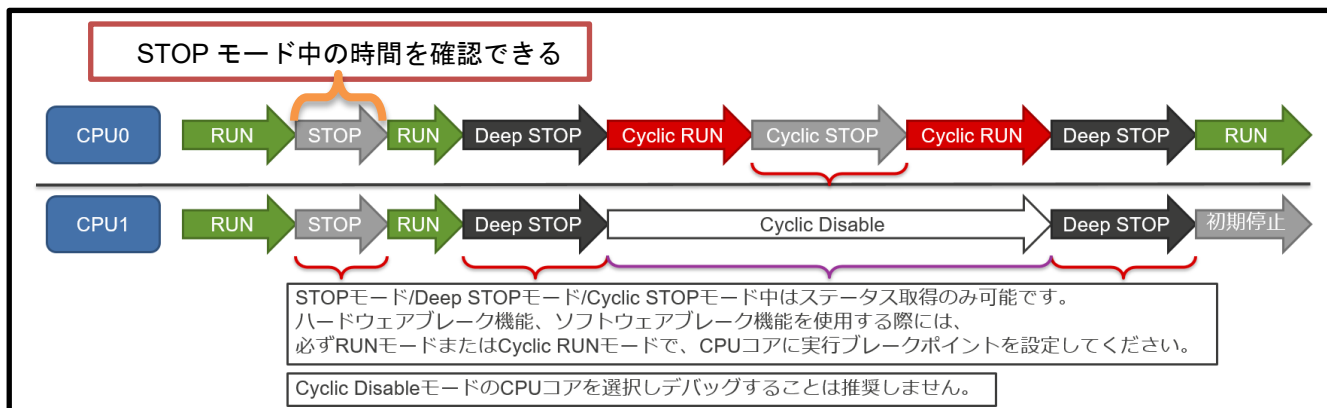 STOP モード中の時間を確認できる
CPU0
RUN
STOP
RUN
Deep STOP
Cyclic RUN
Cyclic STOP
Cyclic RUN
Deep STOP
RUN
CPU1
RUN
STOP
RUN
Deep STOP
Cyclic Disable
Deep STOP
初期停止
STOPモード/Deep STOPモード/Cyclic STOPモード中はステータス取得のみ可能です。
ハードウェアブレーク機能、ソフトウェアブレーク機能を使用する際には、
必ずRUNモードまたはCyclic RUNモードで、CPUコアに実行ブレークポイントを設定してください。
Cyclic DisableモードのCPUコアを選択しデバッグすることは推奨しません。